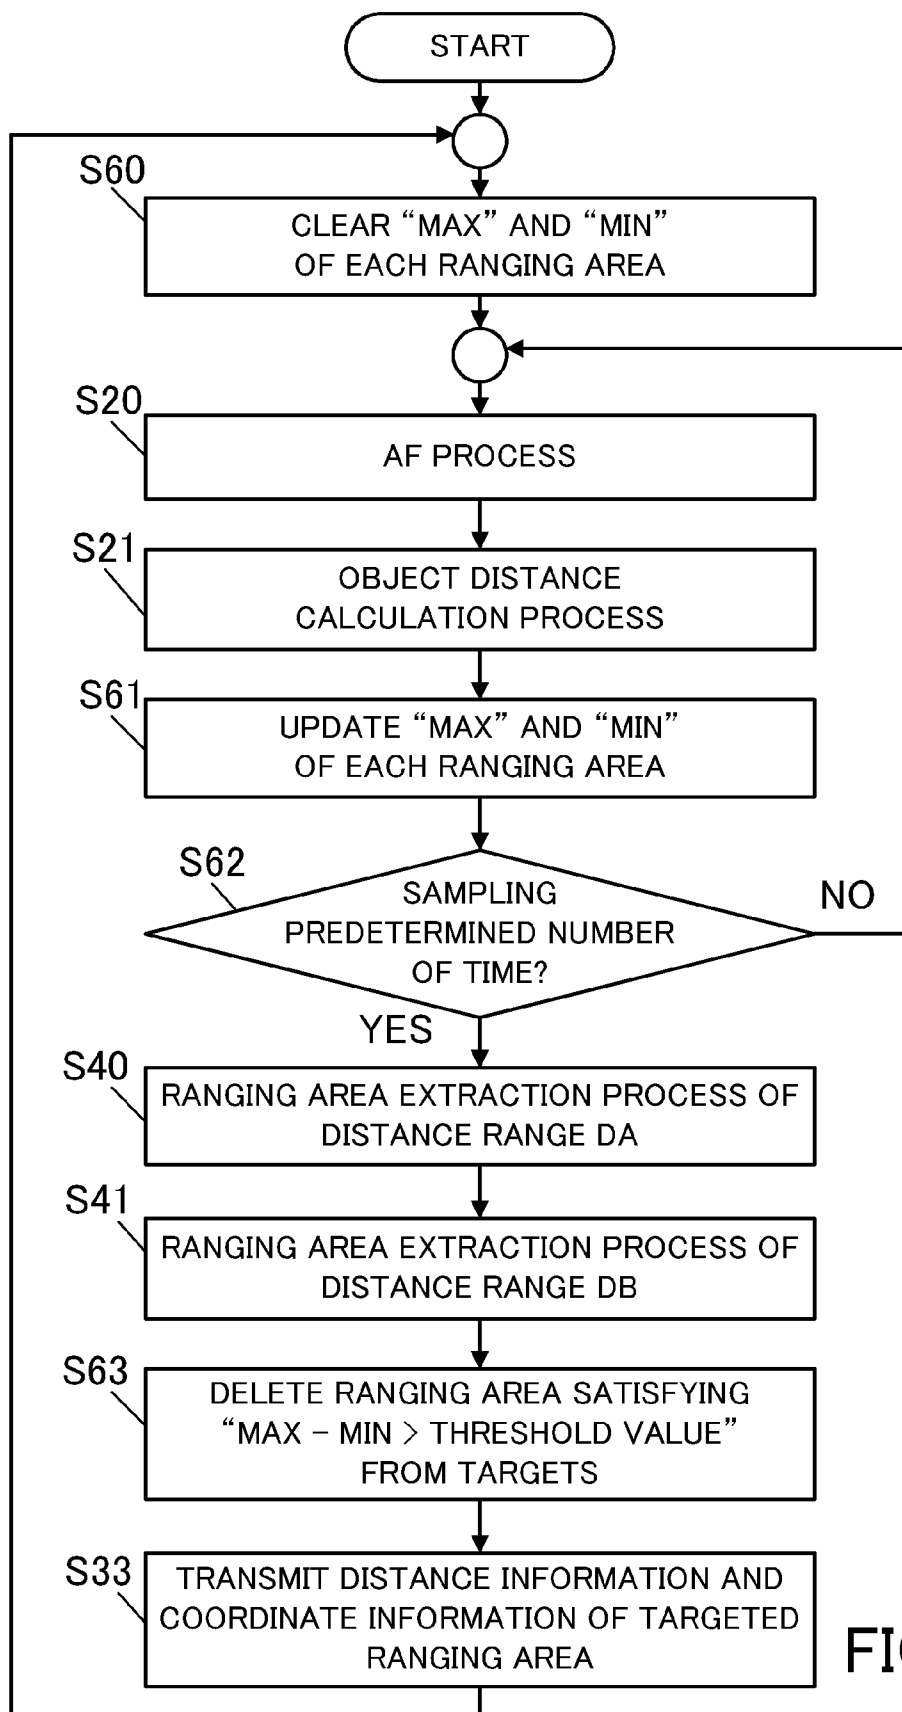 START
S60
CLEAR “MAX” AND “MIN”
OF EACH RANGING AREA
S20
AF PROCESS
S21
OBJECT DISTANCE
CALCULATION PROCESS
S61
UPDATE “MAX” AND “MIN”
OF EACH RANGING AREA
S62
SAMPLING
PREDETERMINED NUMBER
OF TIME?
NO
YES
S40
RANGING AREA EXTRACTION PROCESS OF
DISTANCE RANGE DA
S41
RANGING AREA EXTRACTION PROCESS OF
DISTANCE RANGE DB
S63
DELETE RANGING AREA SATISFYING
“MAX – MIN > THRESHOLD VALUE”
FROM TARGETS
S33
TRANSMIT DISTANCE INFORMATION AND
COORDINATE INFORMATION OF TARGETED
RANGING AREA